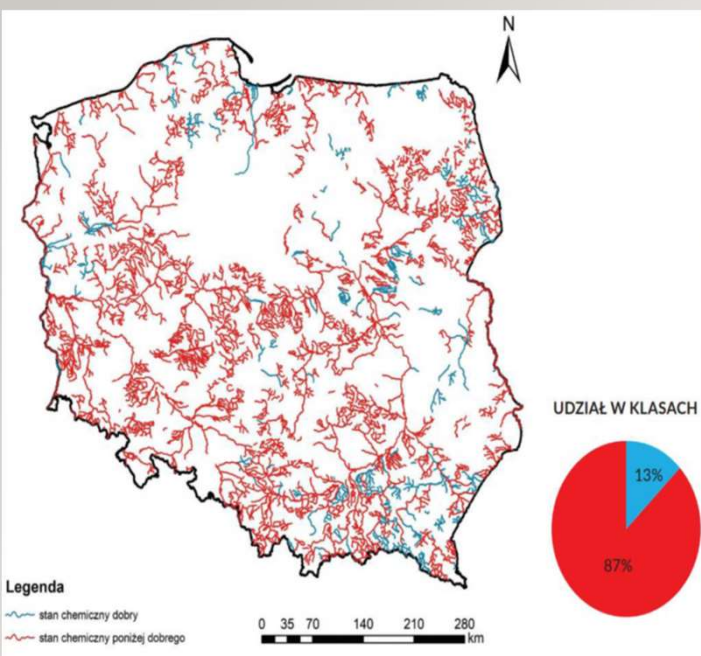 N
UDZIAŁ W KLASACH
13%
87%
Legenda
stan chemiczny dobry
stan chemiczny poniżej dobrego
0 35 70 140 210 280
km